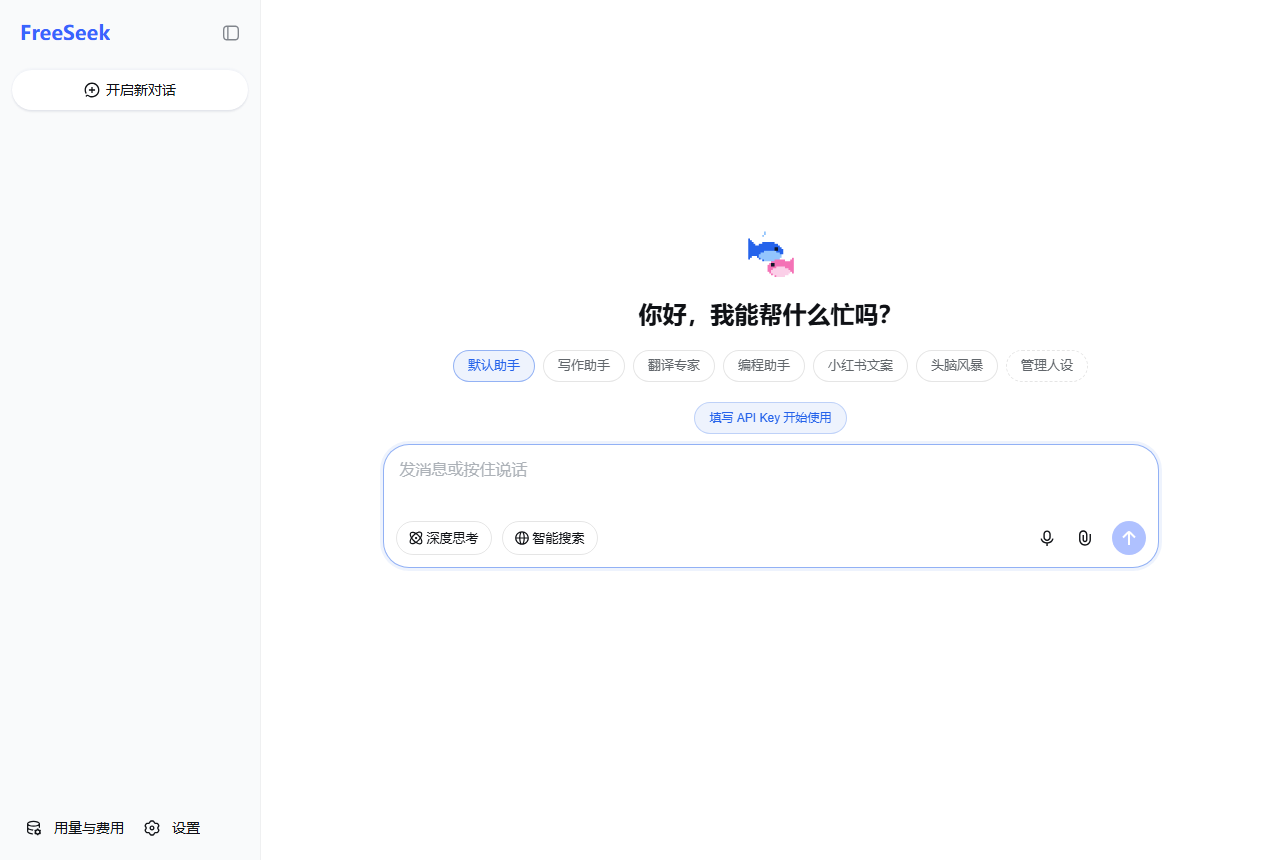 FreeSeek
开启新对话
你好，我能帮什么忙吗？
默认助手 写作助手 翻译专家 编程助手 小红书文案 头脑风暴 管理人设
填写 API Key 开始使用
发消息或按住说话
深度思考 智能搜索
用量与费用 设置